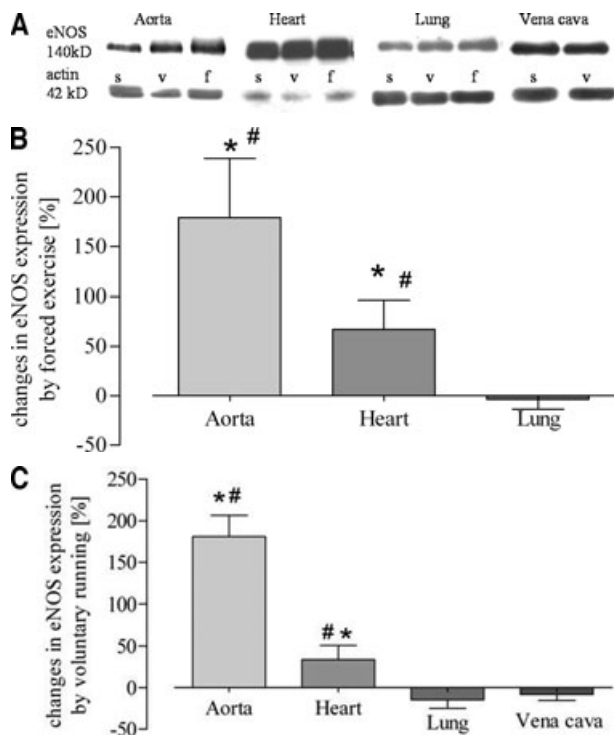 A
Aorta Heart Lung Vena cava
eNOS
140kD
actin s v f s v f s v f s v
42 kD
B
changes in eNOS expression
by forced exercise [%]
250
200
150
100
50
0
-50
* #
* #
Aorta Heart Lung
C
changes in eNOS expression
by voluntary running [%]
250
200
150
100
50
0
-50
*#
# *
Aorta Heart Lung Vena cava